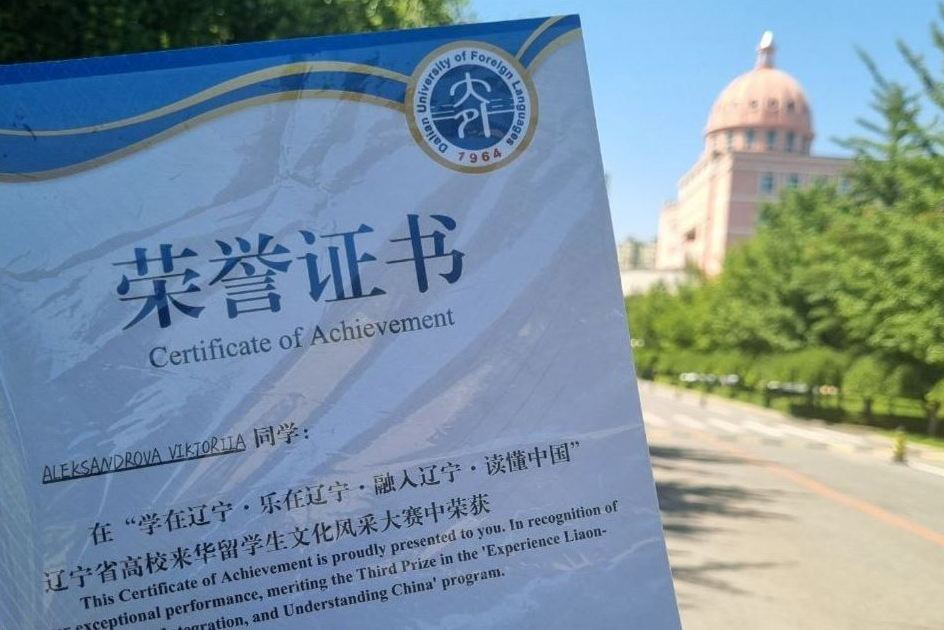 Dalian University of Foreign Languages
1964
荣誉证书
Certificate of Achievement
ALEKSANDROVA VIKTORIIA 同学:
在“学在辽宁·乐在辽宁·融入辽宁·读懂中国”
辽宁省高校来华留学生文化风采大赛中荣获
This Certificate of Achievement is proudly presented to you. In recognition of
exceptional performance, meriting the Third Prize in the 'Experience Liaon-
Integration, and Understanding China' program.